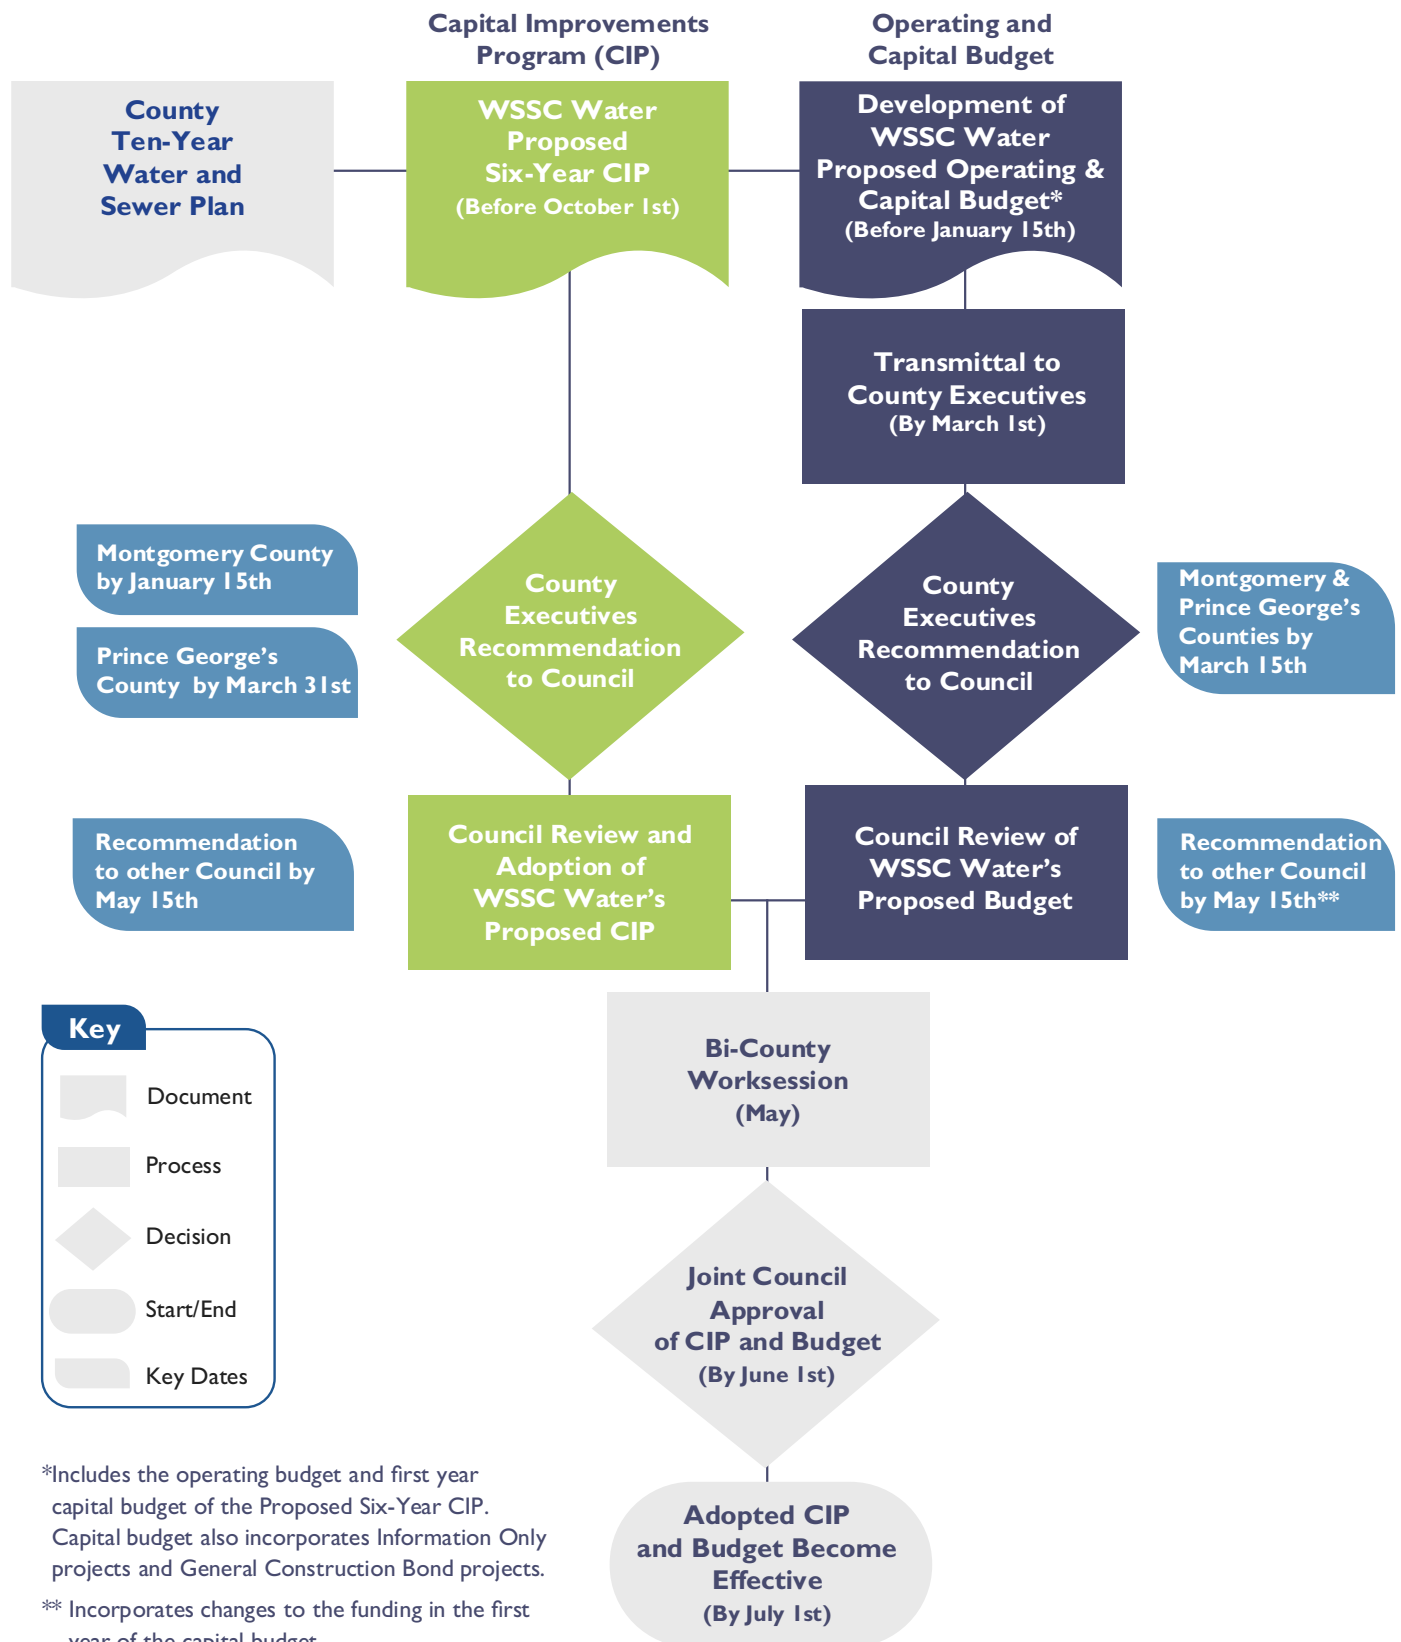 Capital Improvements
Program (CIP)
Operating and
Capital Budget
County
Ten-Year
Water and
Sewer Plan
WSSC Water
Proposed
Six-Year CIP
(Before October 1st)
Development of
WSSC Water
Proposed Operating &
Capital Budget*
(Before January 15th)
Transmittal to
County Executives
(By March 1st)
Montgomery County
by January 15th
Prince George's
County by March 31st
County
Executives
Recommendation
to Council
County
Executives
Recommendation
to Council
Montgomery &
Prince George's
Counties by
March 15th
Recommendation
to other Council by
May 15th
Council Review and
Adoption of
WSSC Water's
Proposed CIP
Council Review of
WSSC Water's
Proposed Budget
Recommendation
to other Council
by May 15th**
Bi-County
Worksession
(May)
Joint Council
Approval
of CIP and Budget
(By June 1st)
Adopted CIP
and Budget Become
Effective
(By July 1st)
Key
Document
Process
Decision
Start/End
Key Dates
*Includes the operating budget and first year
capital budget of the Proposed Six-Year CIP.
Capital budget also incorporates Information Only
projects and General Construction Bond projects.
** Incorporates changes to the funding in the first
year of the capital budget